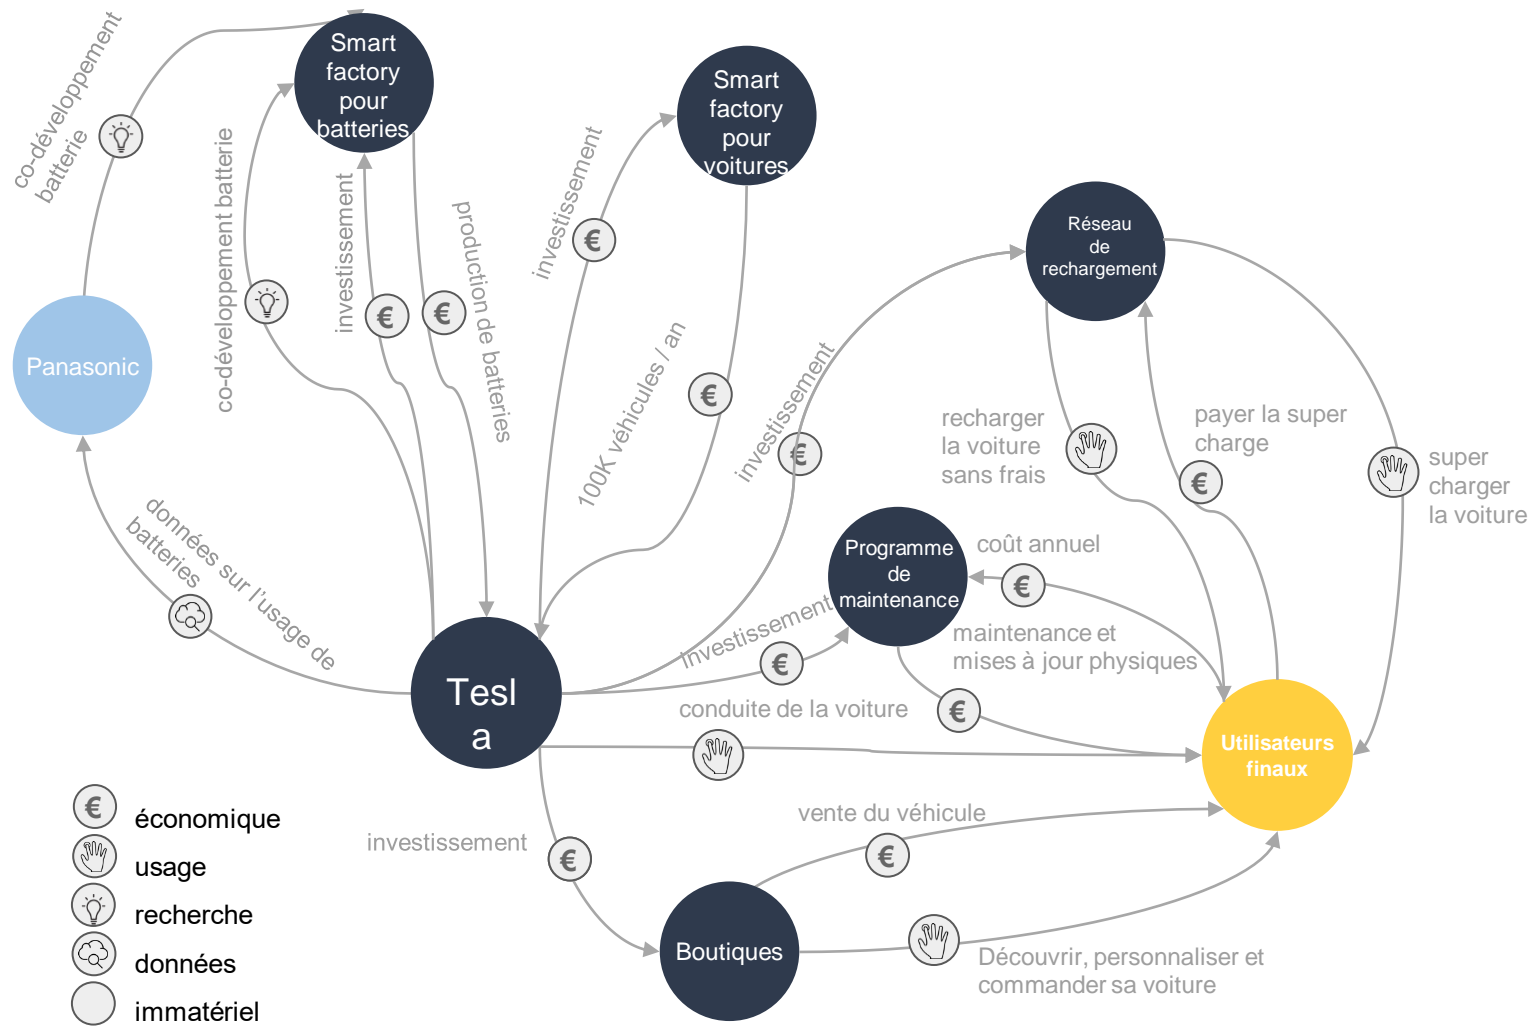 co-développement
batterie
Smart
factory
pour
batteries
Smart
factory
pour
voitures
co-développement batterie
investissement
€
€
production de batteries
investissement
€
100K véhicules / an
€
Réseau
de
rechargement
Panasonic
investissement
€
recharger
la voiture
sans frais
payer la super
charge
€
super
charger
la voiture
données sur l'usage de
batteries
Programme
de
maintenance
coût annuel
€
investissement
€
maintenance et
mises à jour physiques
€
Tesl
a
conduite de la voiture
Utilisateurs
finaux
investissement
€
vente du véhicule
€
Boutiques
Découvrir, personnaliser et
commander sa voiture
€ économique
usage
recherche
données
immatériel